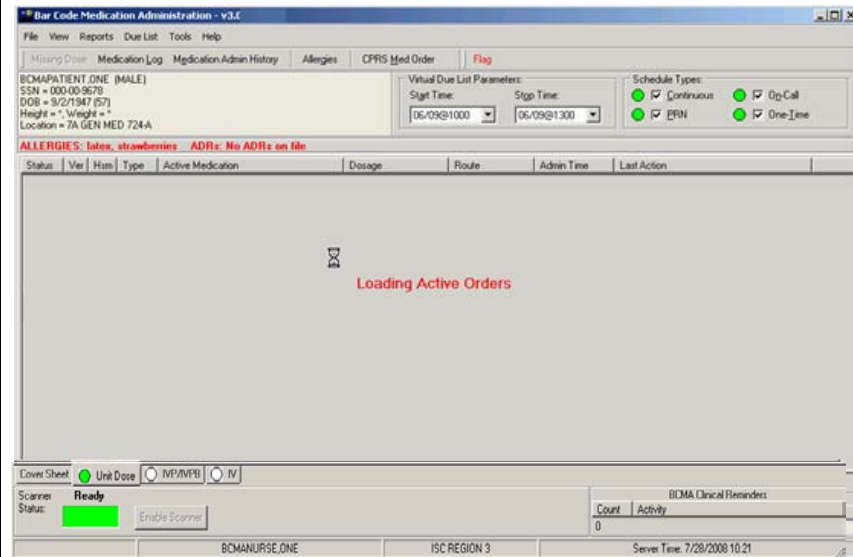 Bar Code Medication Administration - v3.0
File View Reports Due List Tools Help
Missing Dose Medication Log Medication Admin History Allergies CPRS Med Order Flag
BCMAPATIENT,ONE (MALE)
SSN = 000-00-9678
DOB = 9/2/1947 (57)
Height = *, Weight = *
Location = 7A GEN MED 724-A
Virtual Due List Parameters:
Start Time: Stop Time:
06/09@1000 06/09@1300
Schedule Types:
Continuous On-Call
PRN One-Time
ALLERGIES: latex, strawberries ADRs: No ADRs on file
Status Ver Hsm Type Active Medication Dosage Route Admin Time Last Action
Loading Active Orders
Cover Sheet Unit Dose IVP/IVPB IV
Scanner Status: Ready
Enable Scanner
BCMA Clinical Reminders
Count Activity
0
BCMANURSE,ONE ISC REGION 3 Server Time: 7/28/2008 10:21